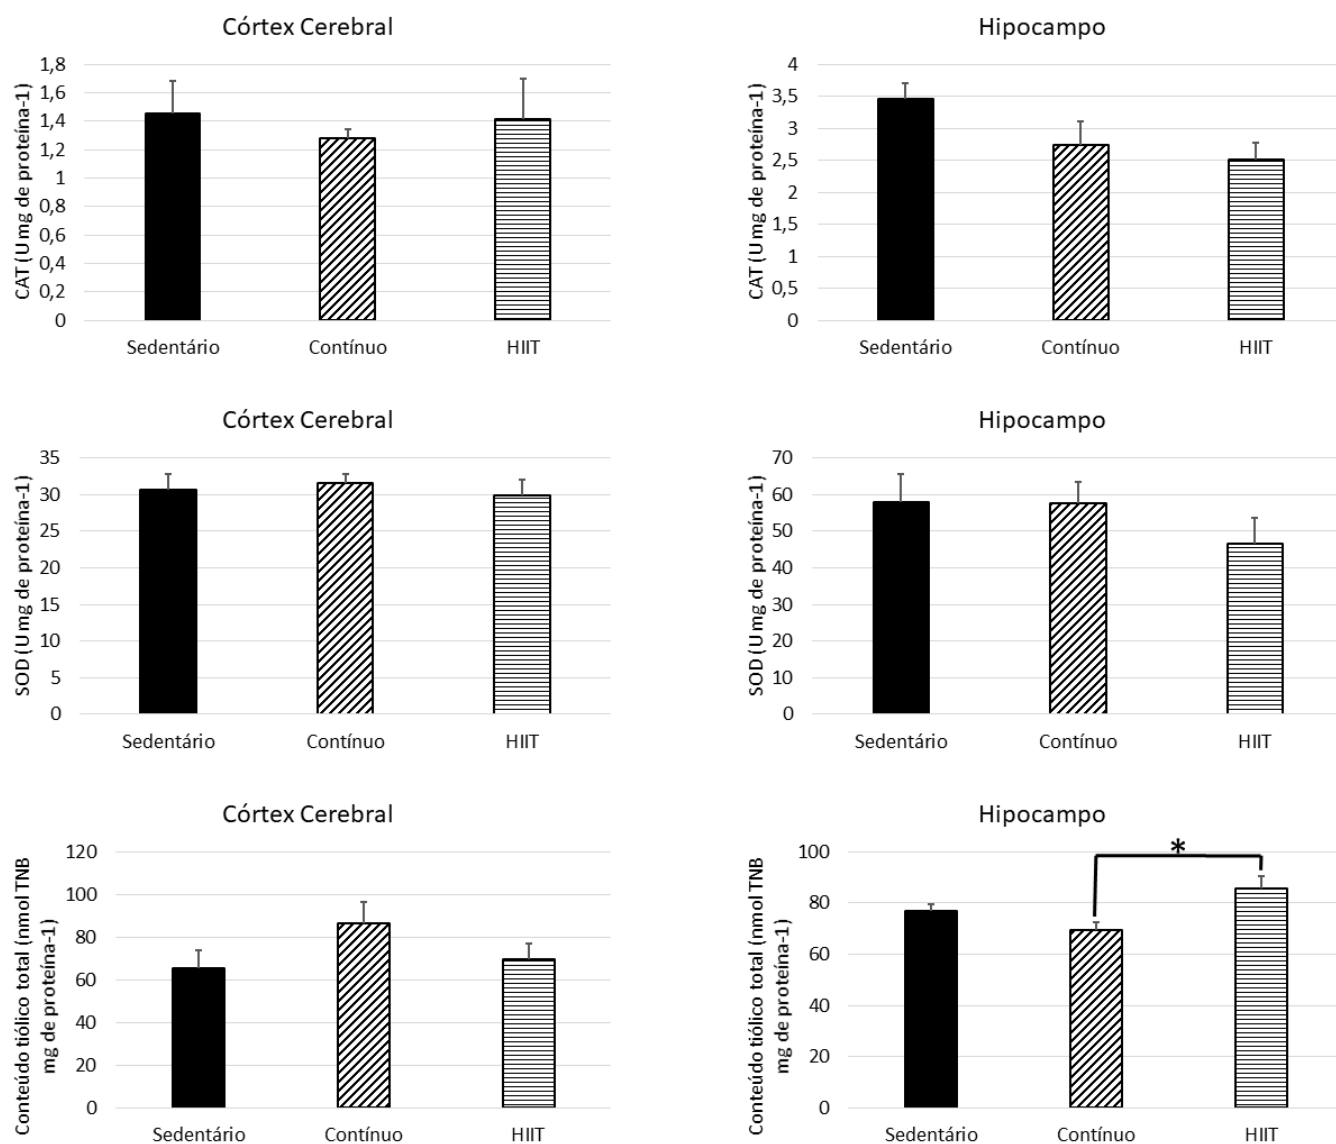 Córtex Cerebral
CAT (U mg de proteína-1)
1,8
1,6
1,4
1,2
1
0,8
0,6
0,4
0,2
0
Sedentário
Contínuo
HIIT
Hipocampo
CAT (U mg de proteína-1)
4
3,5
3
2,5
2
1,5
1
0,5
0
Sedentário
Contínuo
HIIT
Córtex Cerebral
SOD (U mg de proteína-1)
35
30
25
20
15
10
5
0
Sedentário
Contínuo
HIIT
Hipocampo
SOD (U mg de proteína-1)
70
60
50
40
30
20
10
0
Sedentário
Contínuo
HIIT
Córtex Cerebral
Conteúdo tiólico total (nmol TNB
mg de proteína-1)
120
100
80
60
40
20
0
Sedentário
Contínuo
HIIT
Hipocampo
Conteúdo tiólico total (nmol TNB
mg de proteína-1)
100
80
60
40
20
0
*
Sedentário
Contínuo
HIIT